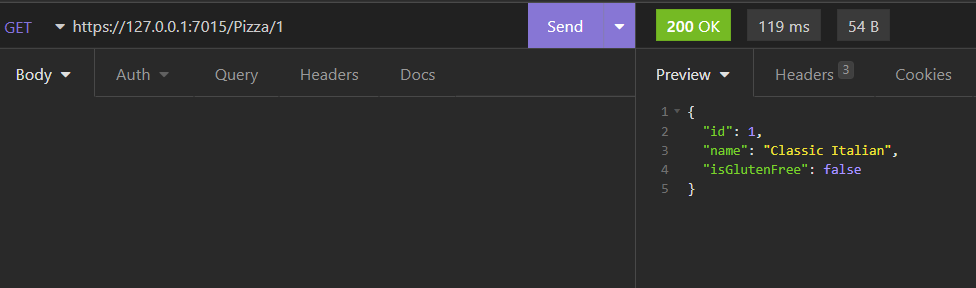 GET https://127.0.0.1:7015/Pizza/1 Send 200 OK 119 ms 54 B
Body Auth Query Headers Docs Preview Headers 3 Cookies
1 {
2 "id": 1,
3 "name": "Classic Italian",
4 "isGlutenFree": false
5 }